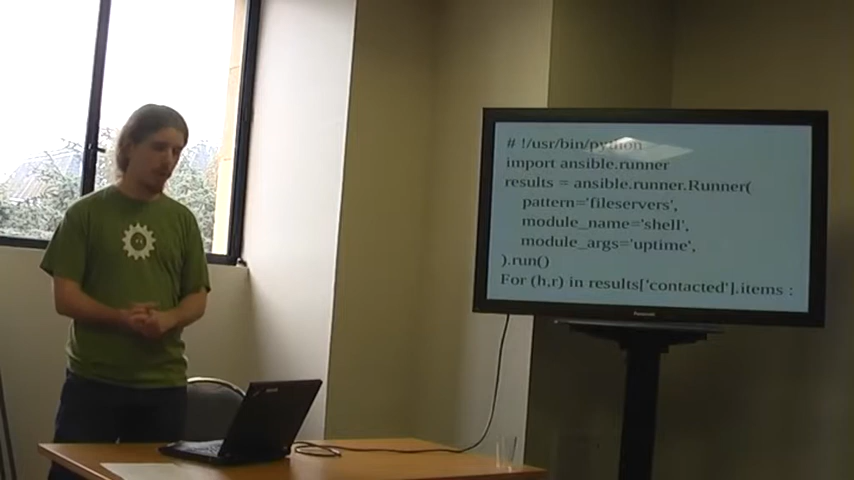 # !/usr/bin/python
import ansible.runner
results = ansible.runner.Runner(
pattern='fileservers',
module_name='shell',
module_args='uptime',
).run()
For (h,r) in results['contacted'].items :
Panasonic